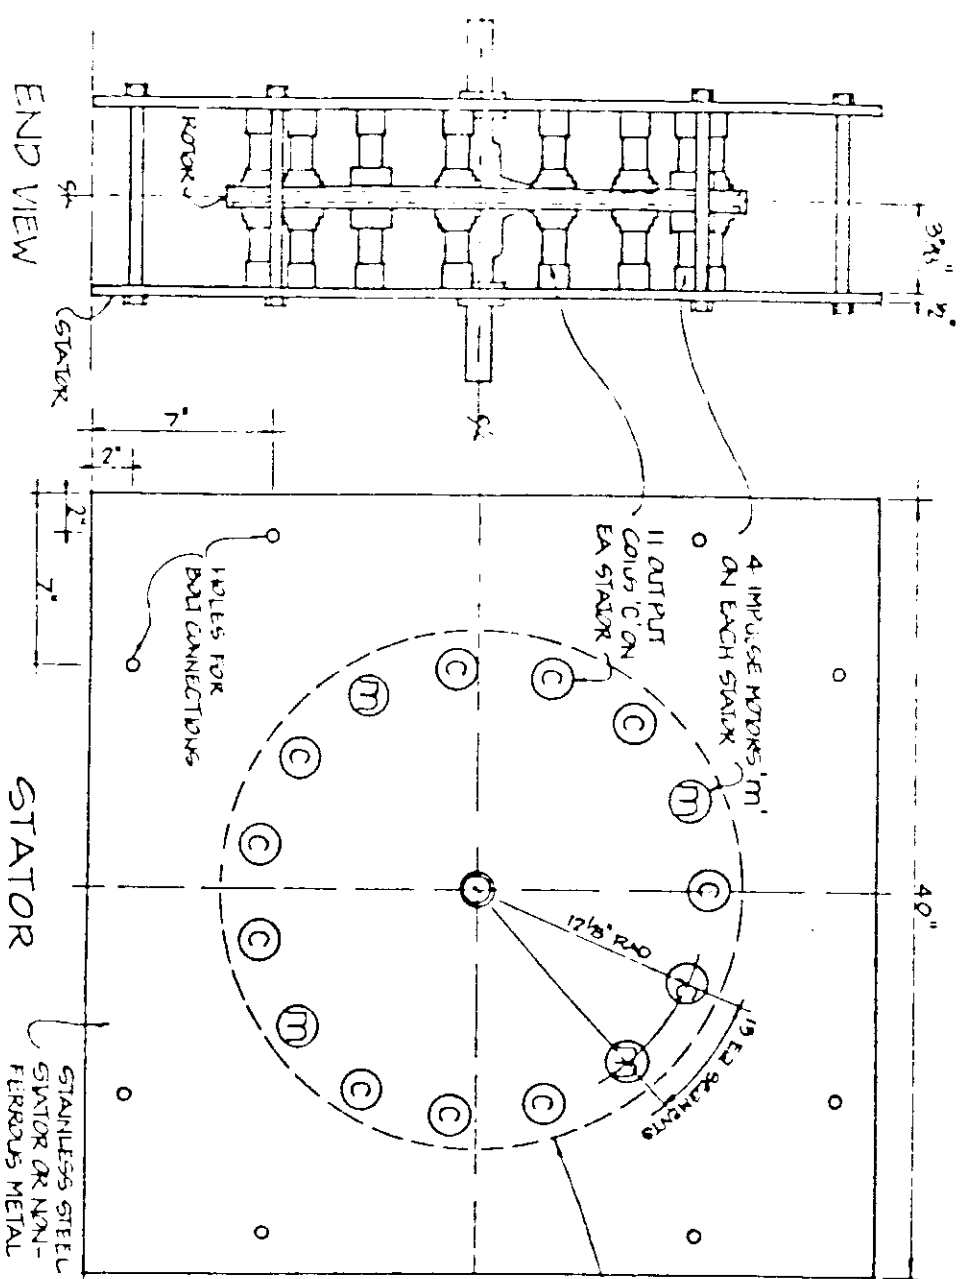 END VIEW
ROTOR
STATOR
3 3/4"
1/2"
7"
2"
2"
7"
40"
4 IMPULSE MOTORS 'm'
ON EACH STATOR
11 OUTPUT
COILS 'C' ON
EA STATOR
HOLES FOR
BOLT CONNECTIONS
12 1/8" RAD
15 EQ SEGMENTS
C
C
C
m
C
C
m
C
C
m
C
C
C
C
m
STATOR
STAINLESS STEEL
STATOR OR NON-
FERROUS METAL